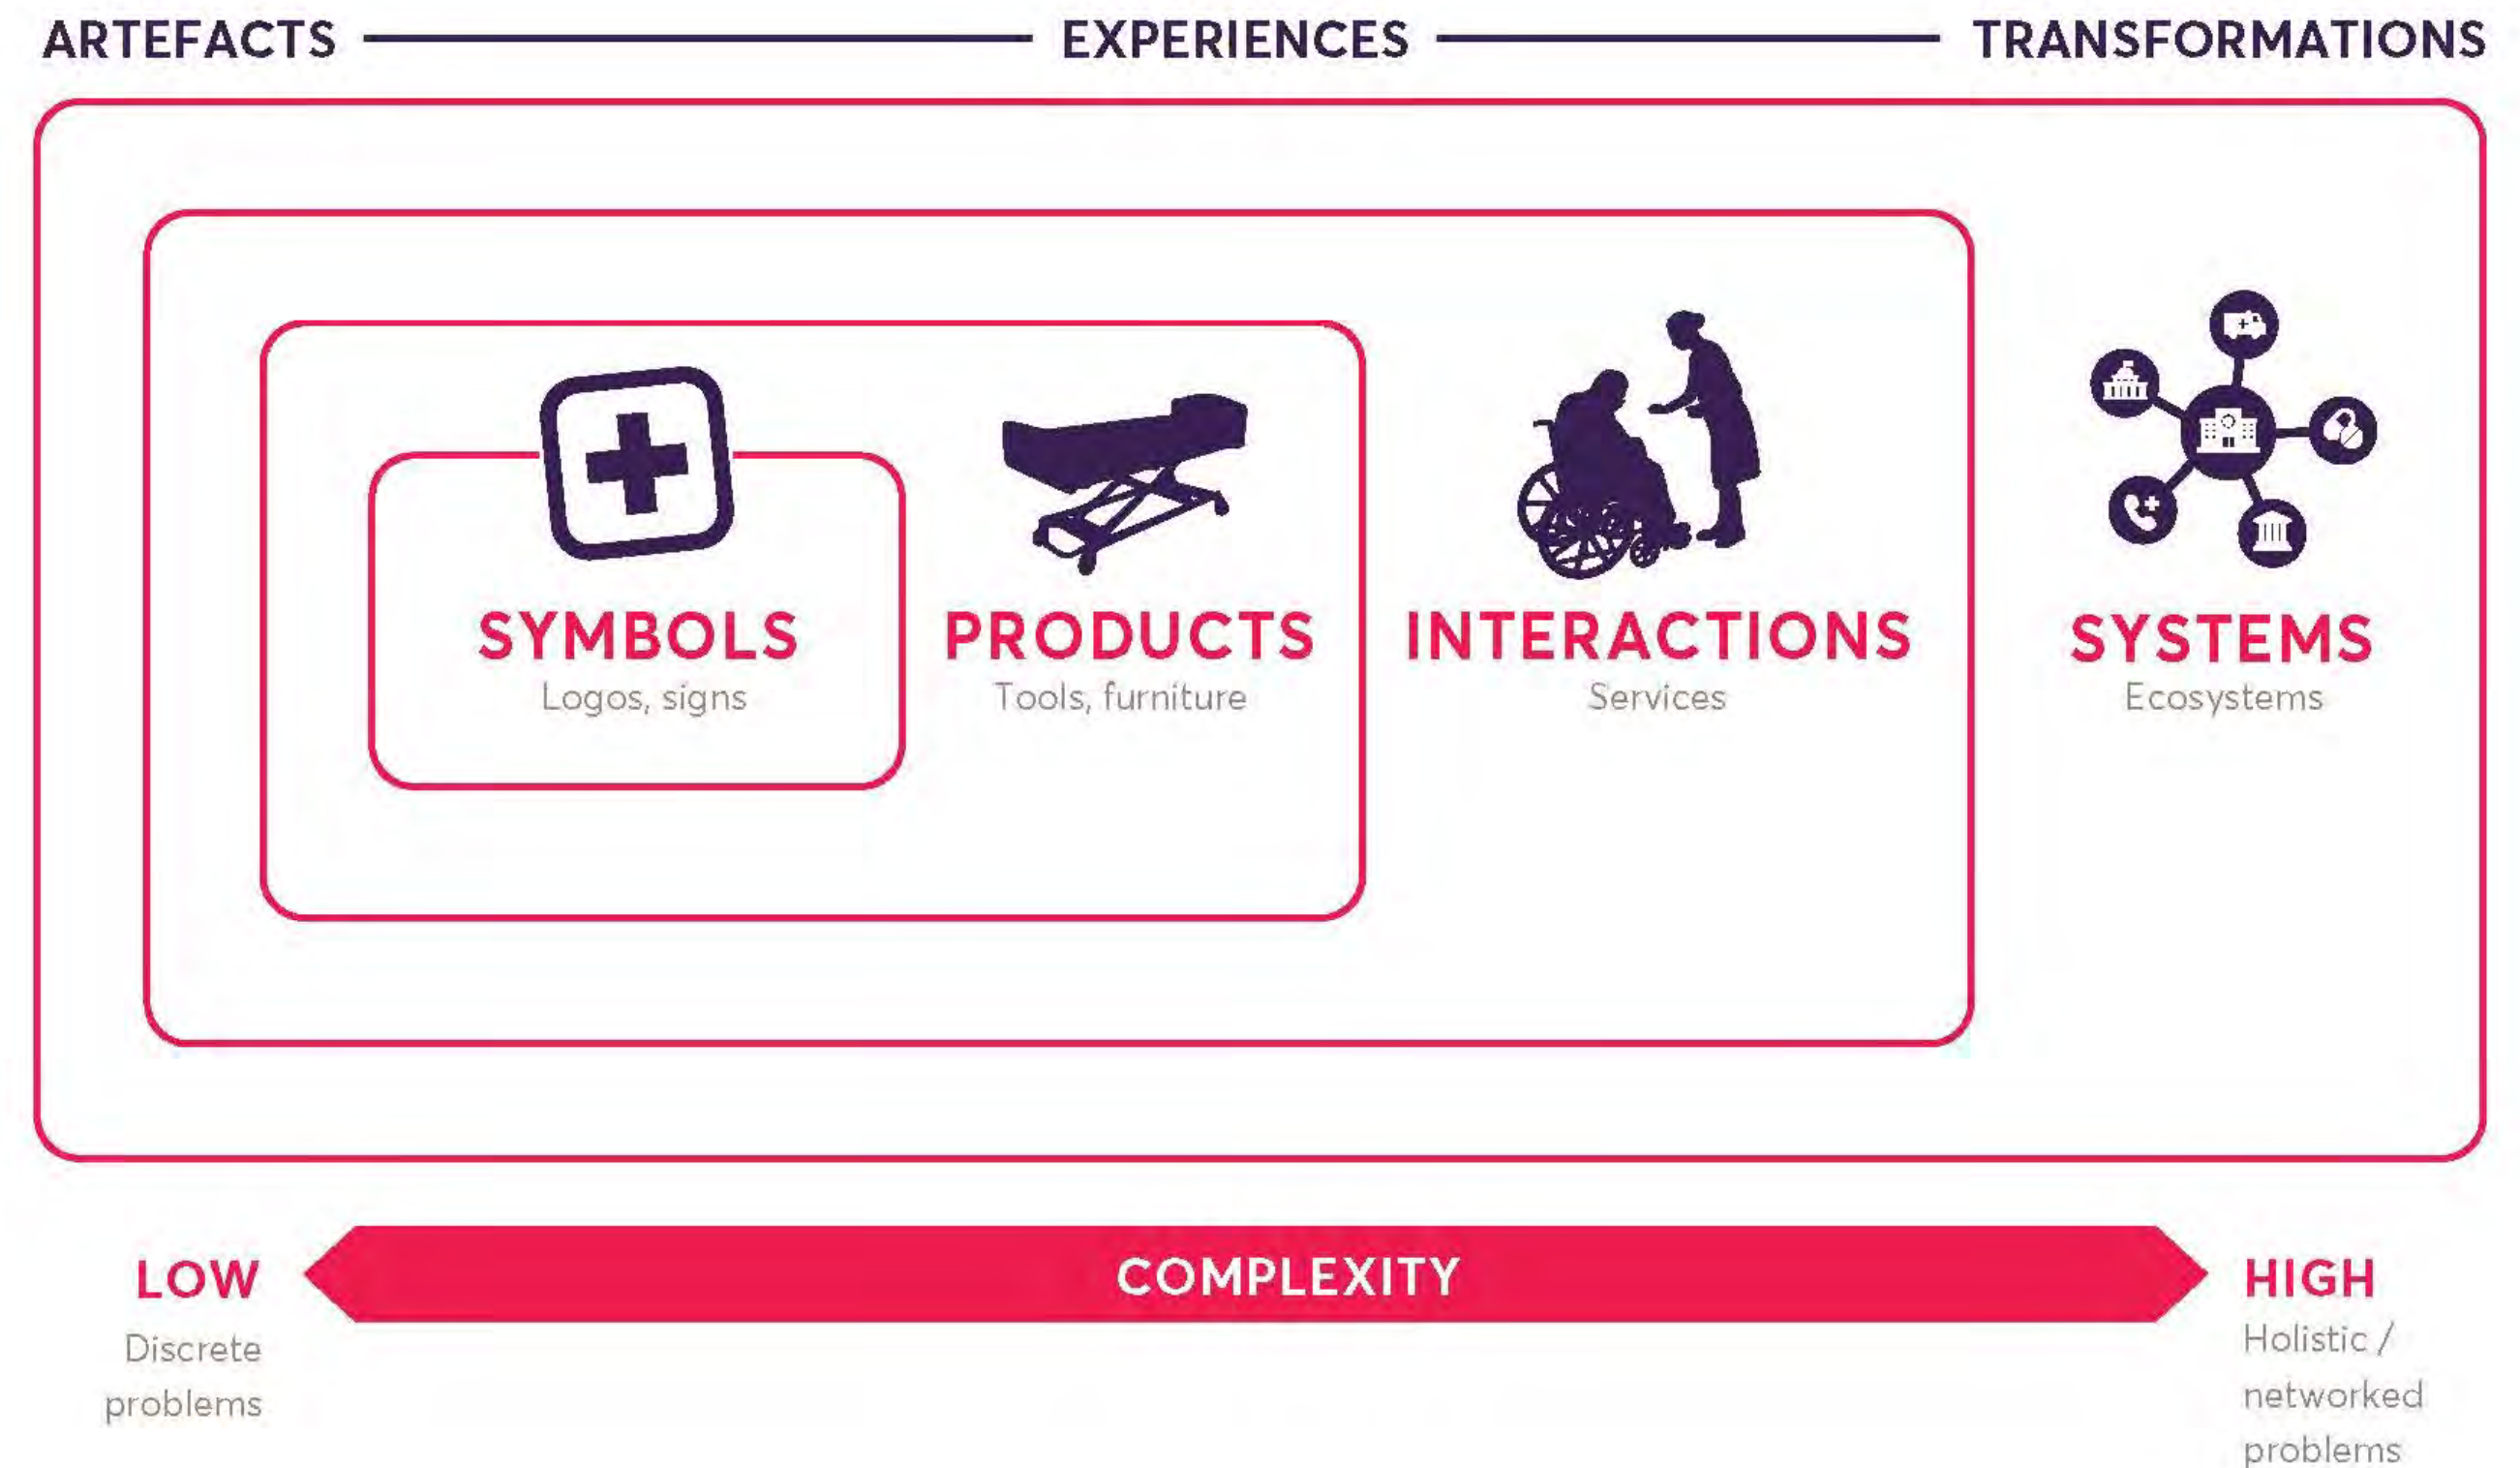 ARTEFACTS EXPERIENCES TRANSFORMATIONS
SYMBOLS
Logos, signs
PRODUCTS
Tools, furniture
INTERACTIONS
Services
SYSTEMS
Ecosystems
LOW
Discrete
problems
COMPLEXITY
HIGH
Holistic /
networked
problems